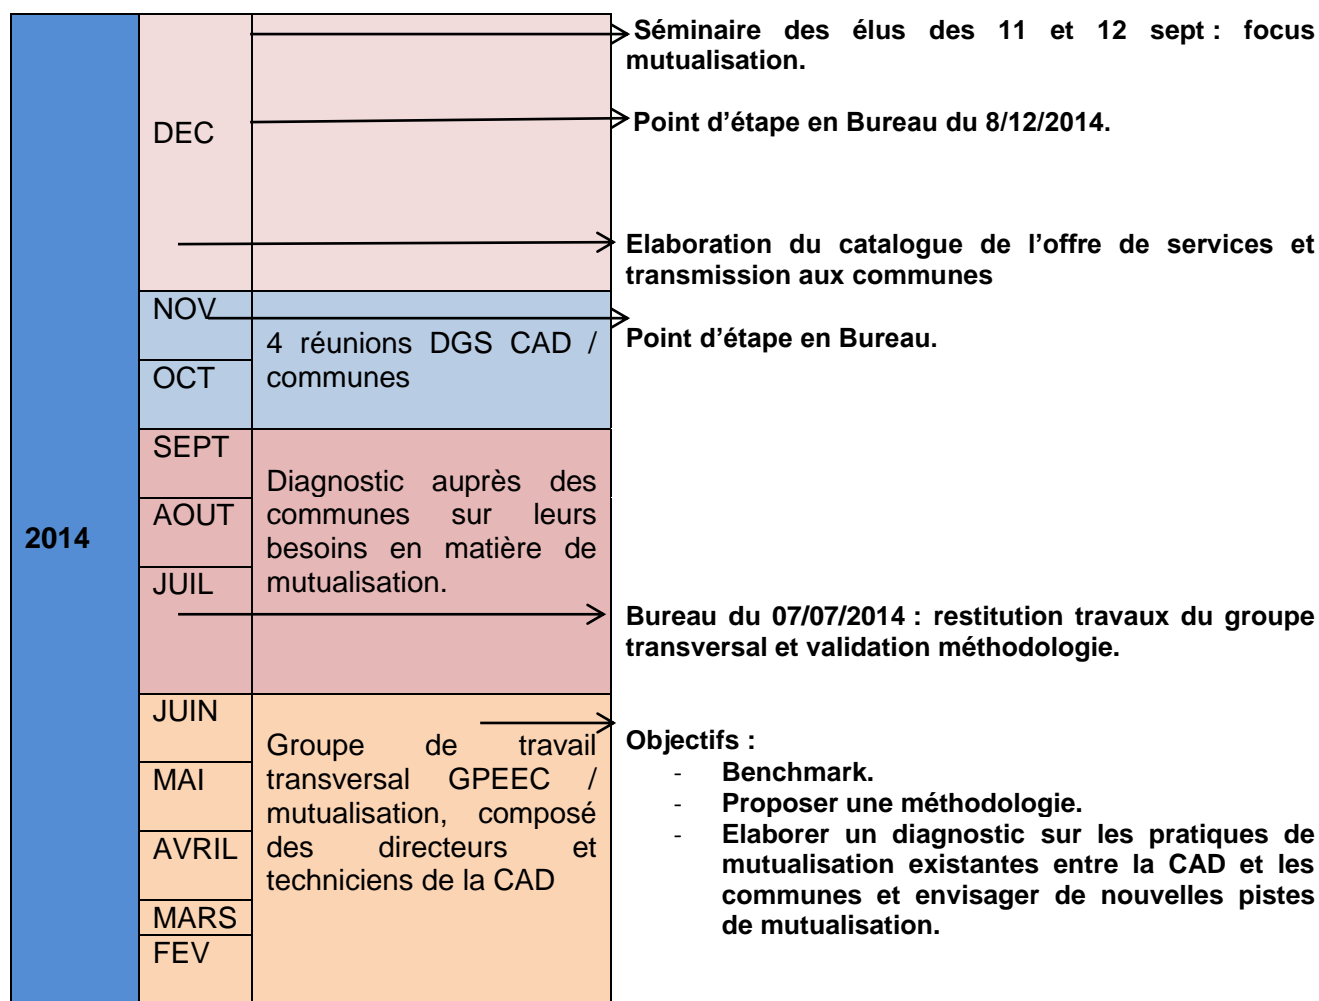 2014
DEC
Séminaire des élus des 11 et 12 sept : focus
mutualisation.
Point d’étape en Bureau du 8/12/2014.
Elaboration du catalogue de l’offre de services et
transmission aux communes
NOV
OCT
4 réunions DGS CAD /
communes
Point d’étape en Bureau.
SEPT
AOUT
JUIL
Diagnostic auprès des
communes sur leurs
besoins en matière de
mutualisation.
Bureau du 07/07/2014 : restitution travaux du groupe
transversal et validation méthodologie.
JUIN
MAI
AVRIL
MARS
FEV
Groupe de travail
transversal GPEEC /
mutualisation, composé
des directeurs et
techniciens de la CAD
Objectifs :
- Benchmark.
- Proposer une méthodologie.
- Elaborer un diagnostic sur les pratiques de
mutualisation existantes entre la CAD et les
communes et envisager de nouvelles pistes
de mutualisation.